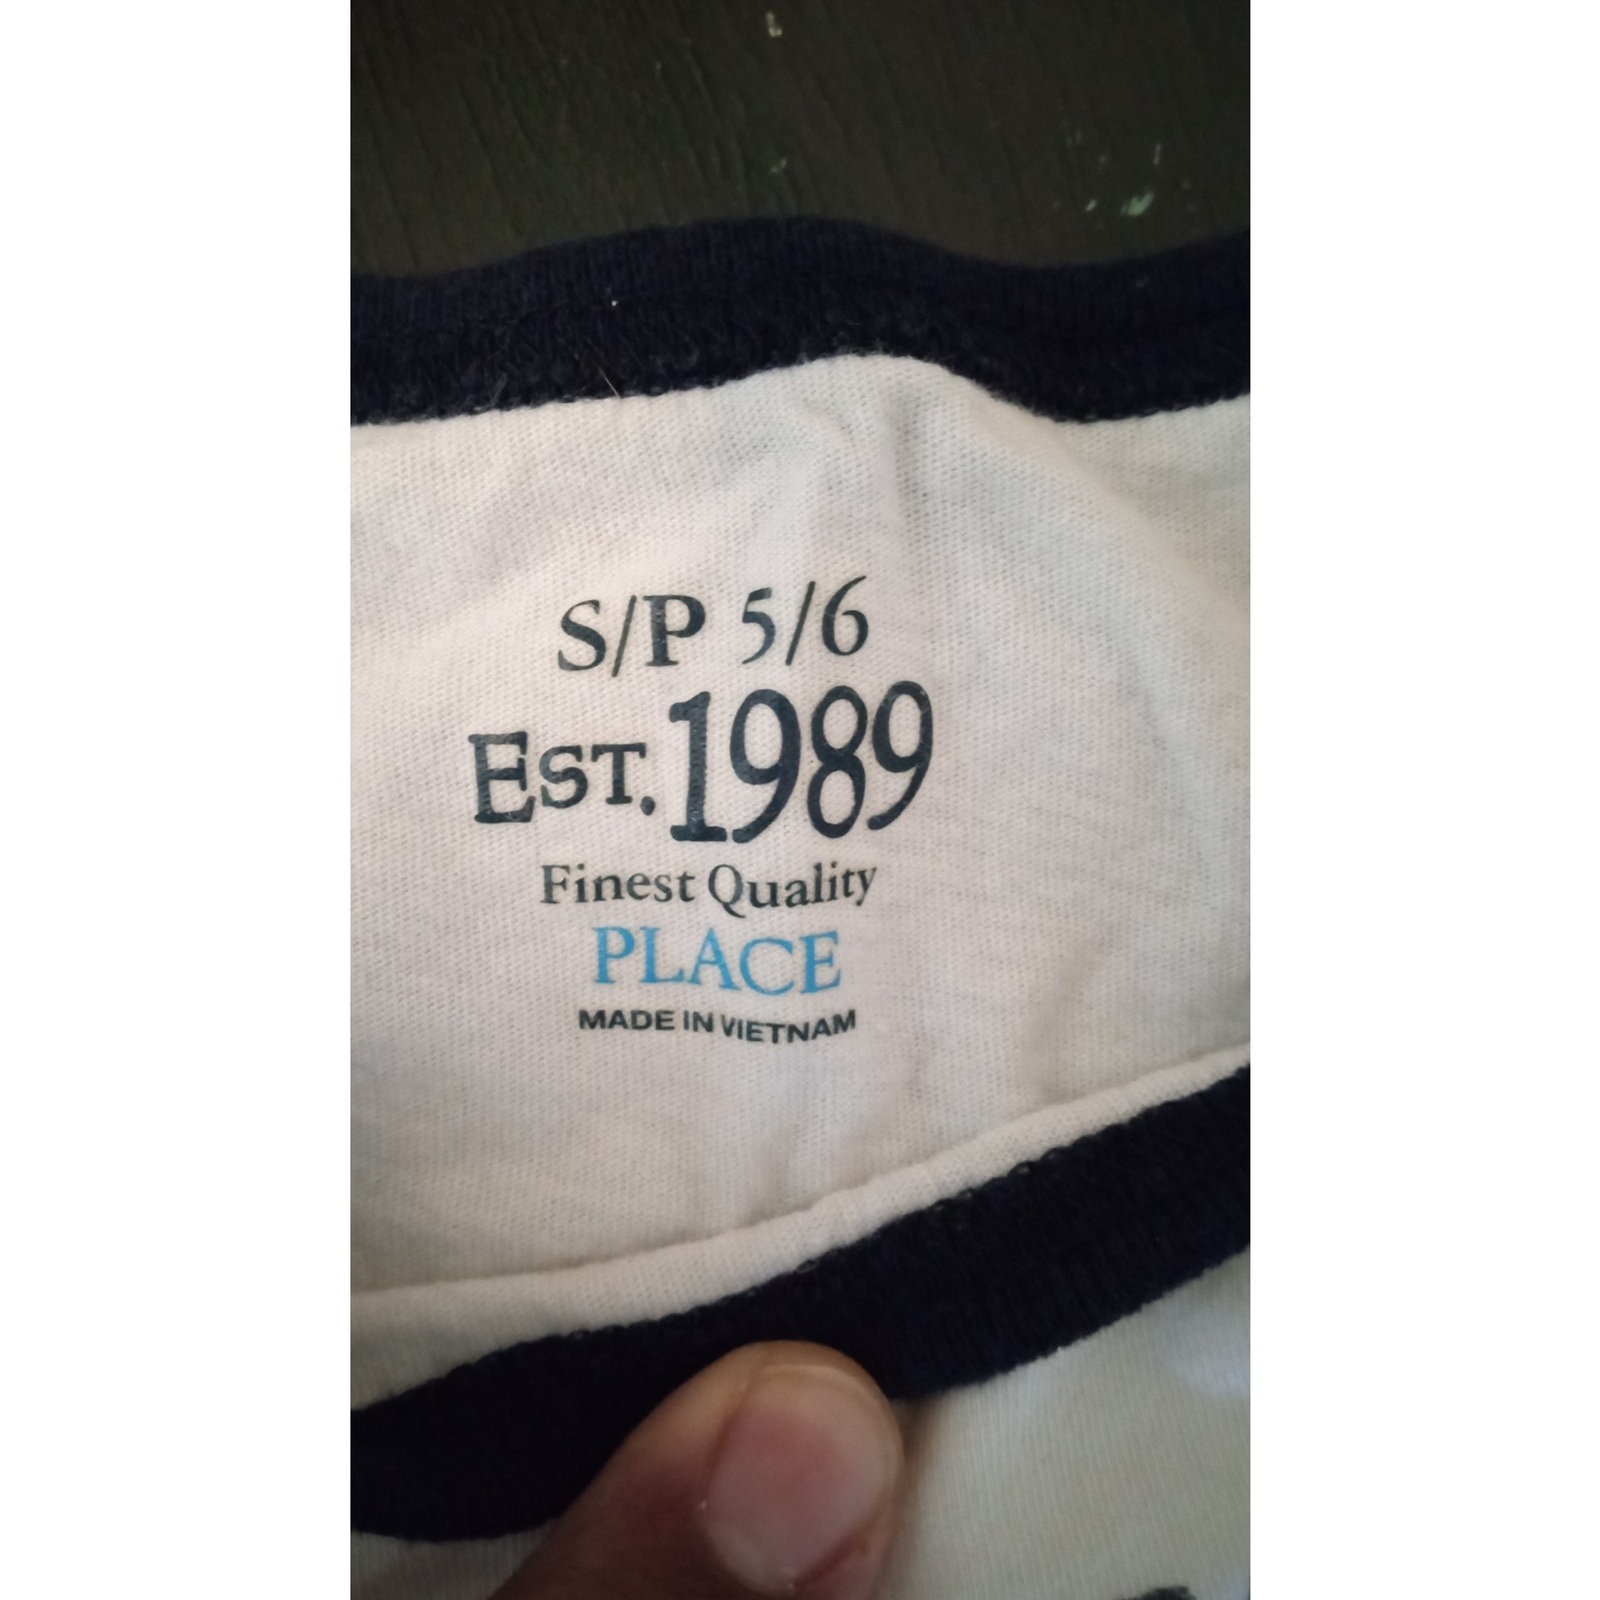 S/P 5/6
EST. 1989
Finest Quality
PLACE
MADE IN VIETNAM